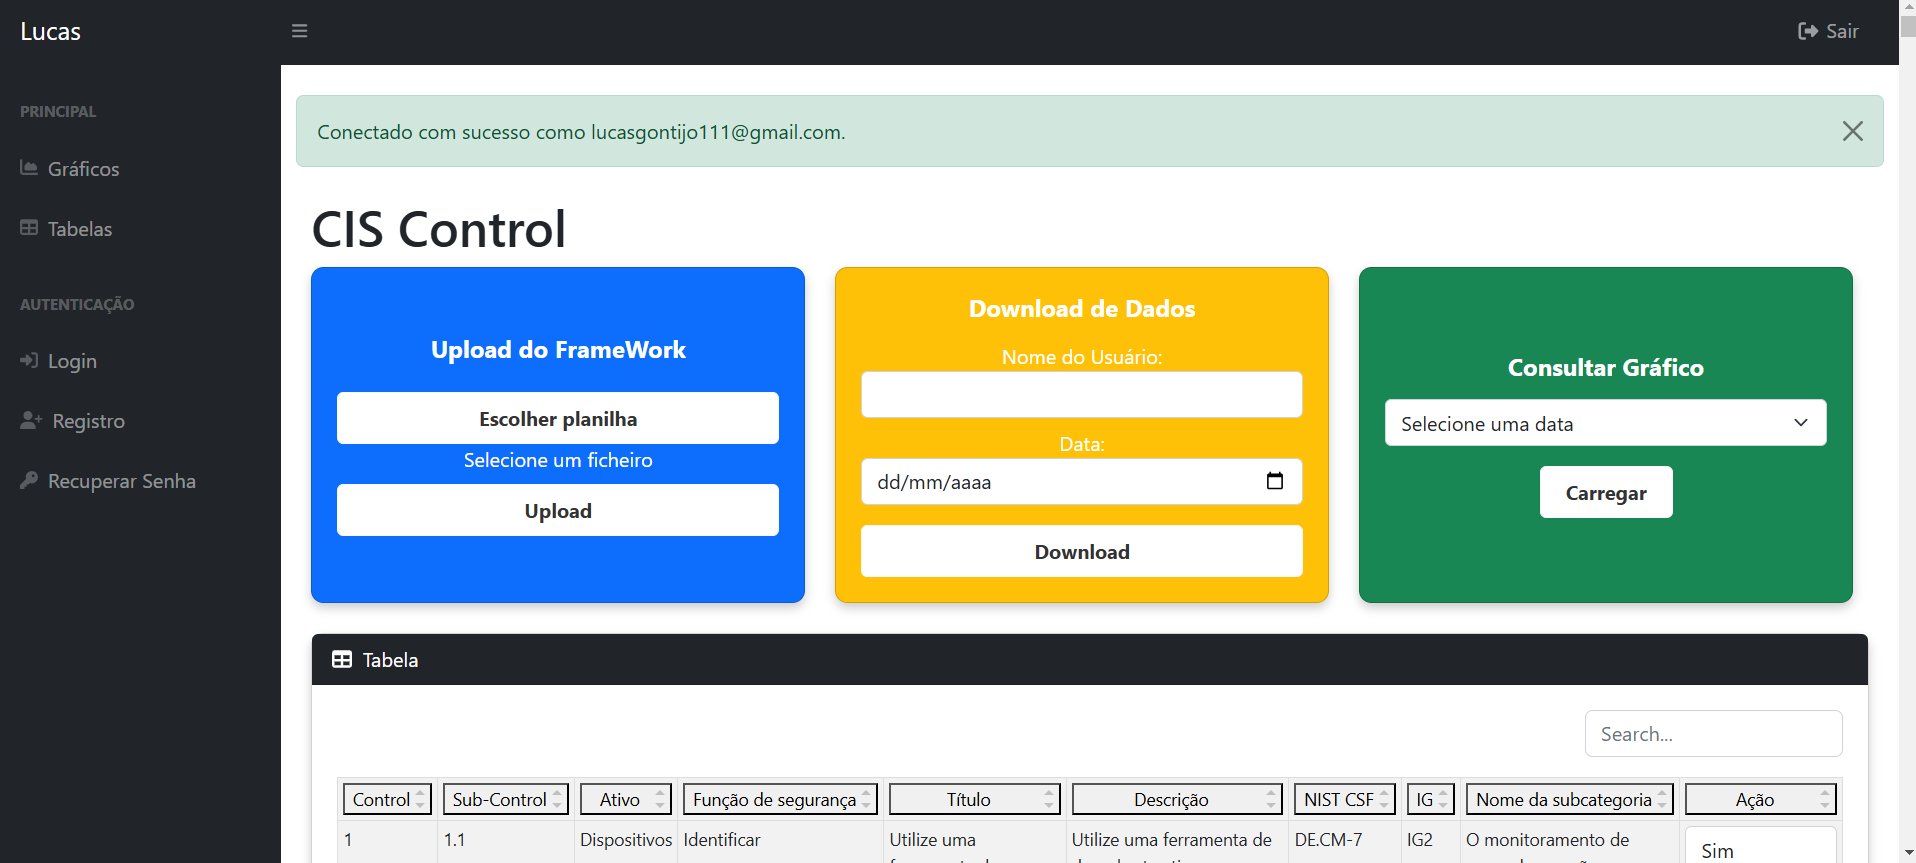 Lucas
Sair
PRINCIPAL
Gráficos
Tabelas
AUTENTICAÇÃO
Login
Registro
Recuperar Senha
Conectado com sucesso como lucasgontijo111@gmail.com.
CIS Control
Upload do FrameWork
Escolher planilha
Selecione um ficheiro
Upload
Download de Dados
Nome do Usuário:
Data:
dd/mm/aaaa
Download
Consultar Gráfico
Selecione uma data
Carregar
Tabela
Search...
Control Sub-Control Ativo Função de segurança Título Descrição NIST CSF IG Nome da subcategoria Ação
1 1.1 Dispositivos Identificar Utilize uma Utilize uma ferramenta de DE.CM-7 IG2 O monitoramento de Sim